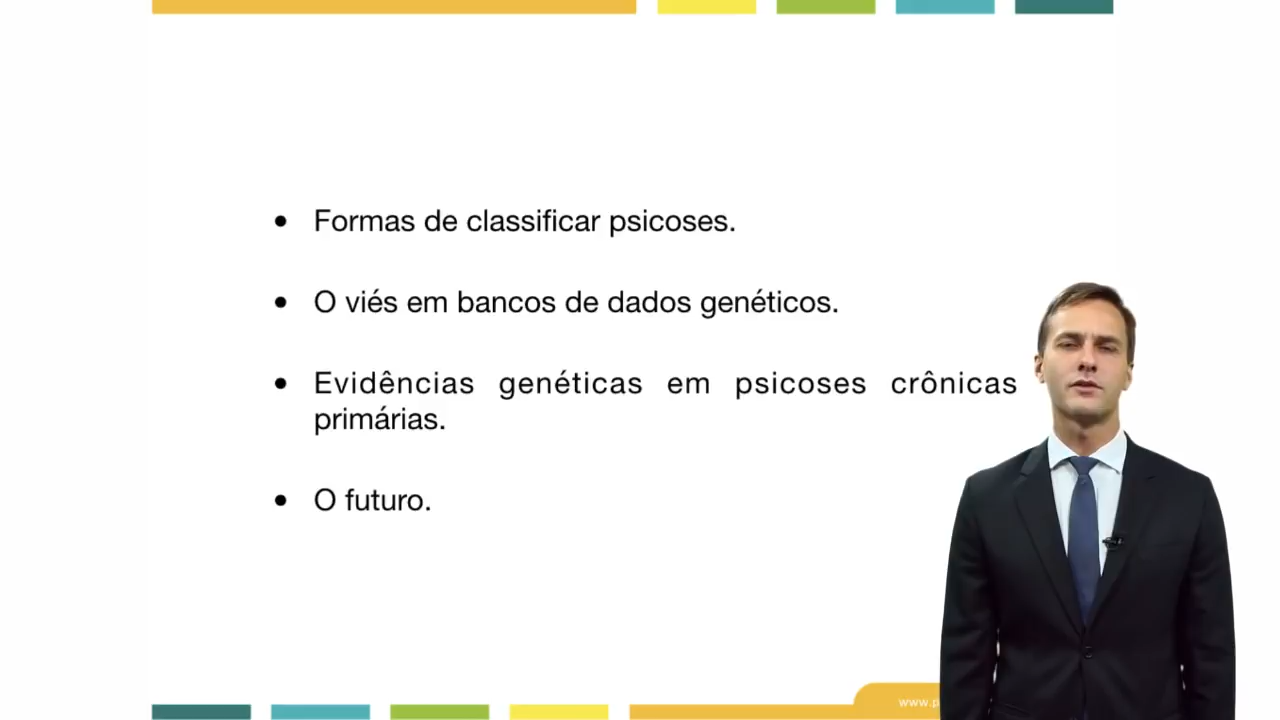 • Formas de classificar psicoses.
• O viés em bancos de dados genéticos.
• Evidências genéticas em psicoses crônicas
primárias.
• O futuro.